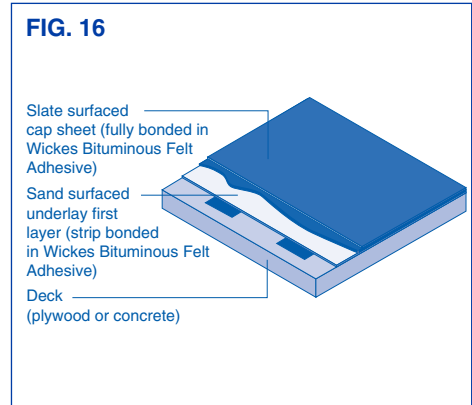 FIG. 16
Slate surfaced
cap sheet (fully bonded in
Wickes Bituminous Felt
Adhesive)
Sand surfaced
underlay first
layer (strip bonded
in Wickes Bituminous Felt
Adhesive)
Deck
(plywood or concrete)